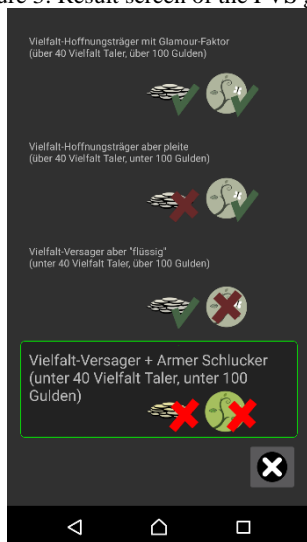 Vielfalt-Hoffnungsträger mit Glamour-Faktor
(über 40 Vielfalt Taler, über 100 Gulden)
Vielfalt-Hoffnungsträger aber pleite
(über 40 Vielfalt Taler, unter 100 Gulden)
Vielfalt-Versager aber "flüssig"
(unter 40 Vielfalt Taler, über 100 Gulden)
Vielfalt-Versager + Armer Schlucker
(unter 40 Vielfalt Taler, unter 100
Gulden)